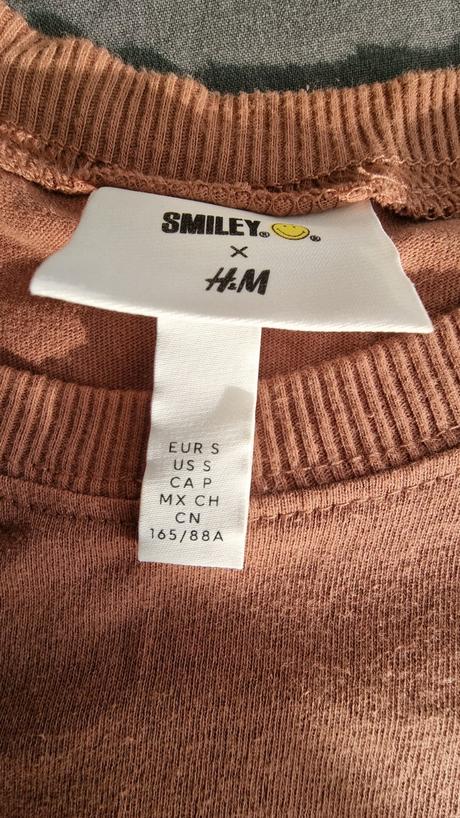 SMILEY® ®
×
H&M
EUR S
US S
CA P
MX CH
CN
165/88A